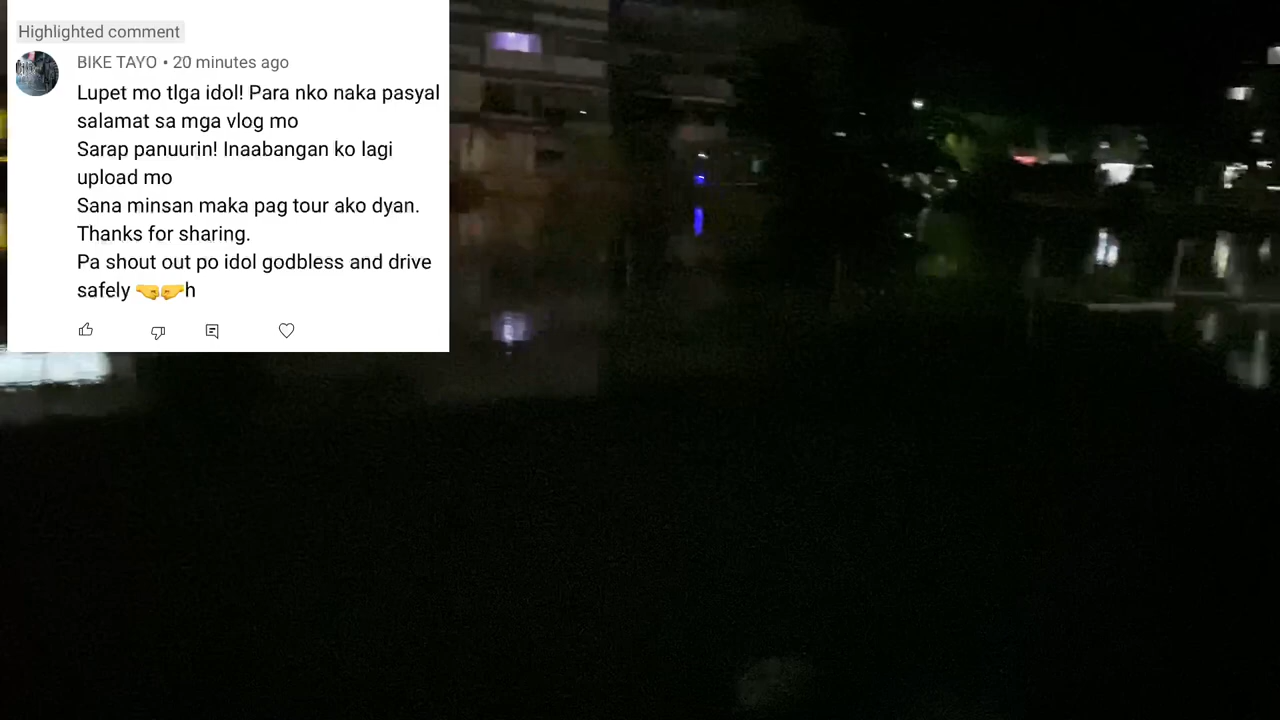 Highlighted comment
BIKE TAYO • 20 minutes ago
Lupet mo tlga idol! Para nko naka pasyal
salamat sa mga vlog mo
Sarap panuurin! Inaabangan ko lagi
upload mo
Sana minsan maka pag tour ako dyan.
Thanks for sharing.
Pa shout out po idol godbless and drive
safely 🤜🤛h